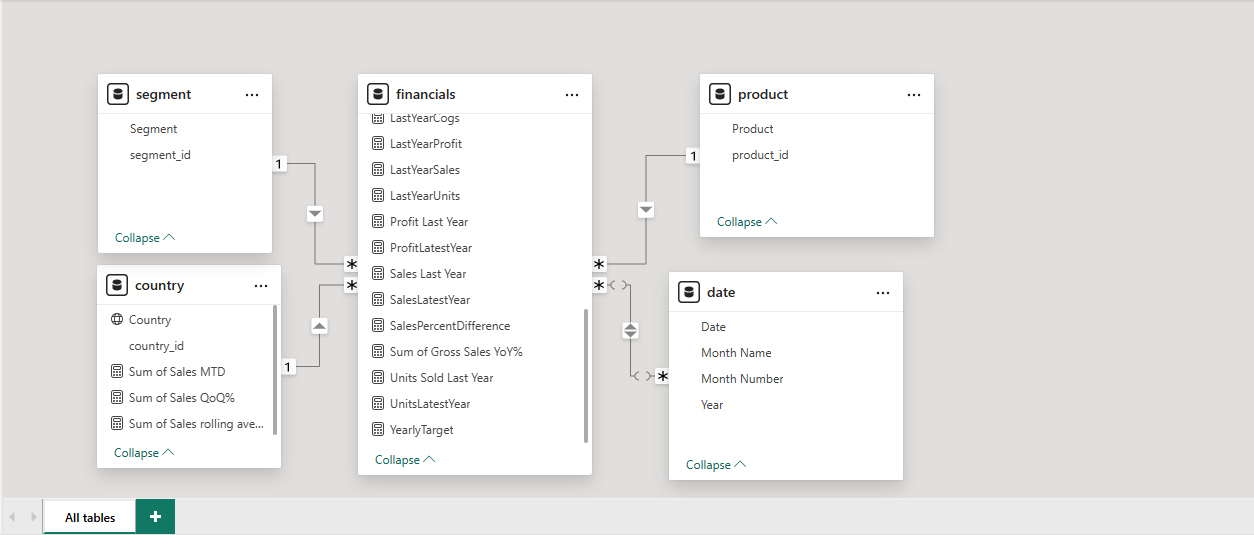 segment
Segment
segment_id
Collapse
country
Country
country_id
Sum of Sales MTD
Sum of Sales QoQ%
Sum of Sales rolling ave...
Collapse
financials
LastYearCogs
LastYearProfit
LastYearSales
LastYearUnits
Profit Last Year
ProfitLatestYear
Sales Last Year
SalesLatestYear
SalesPercentDifference
Sum of Gross Sales YoY%
Units Sold Last Year
UnitsLatestYear
YearlyTarget
Collapse
product
Product
product_id
Collapse
date
Date
Month Name
Month Number
Year
Collapse
1
*
1
*
1
*
*
*
All tables
+